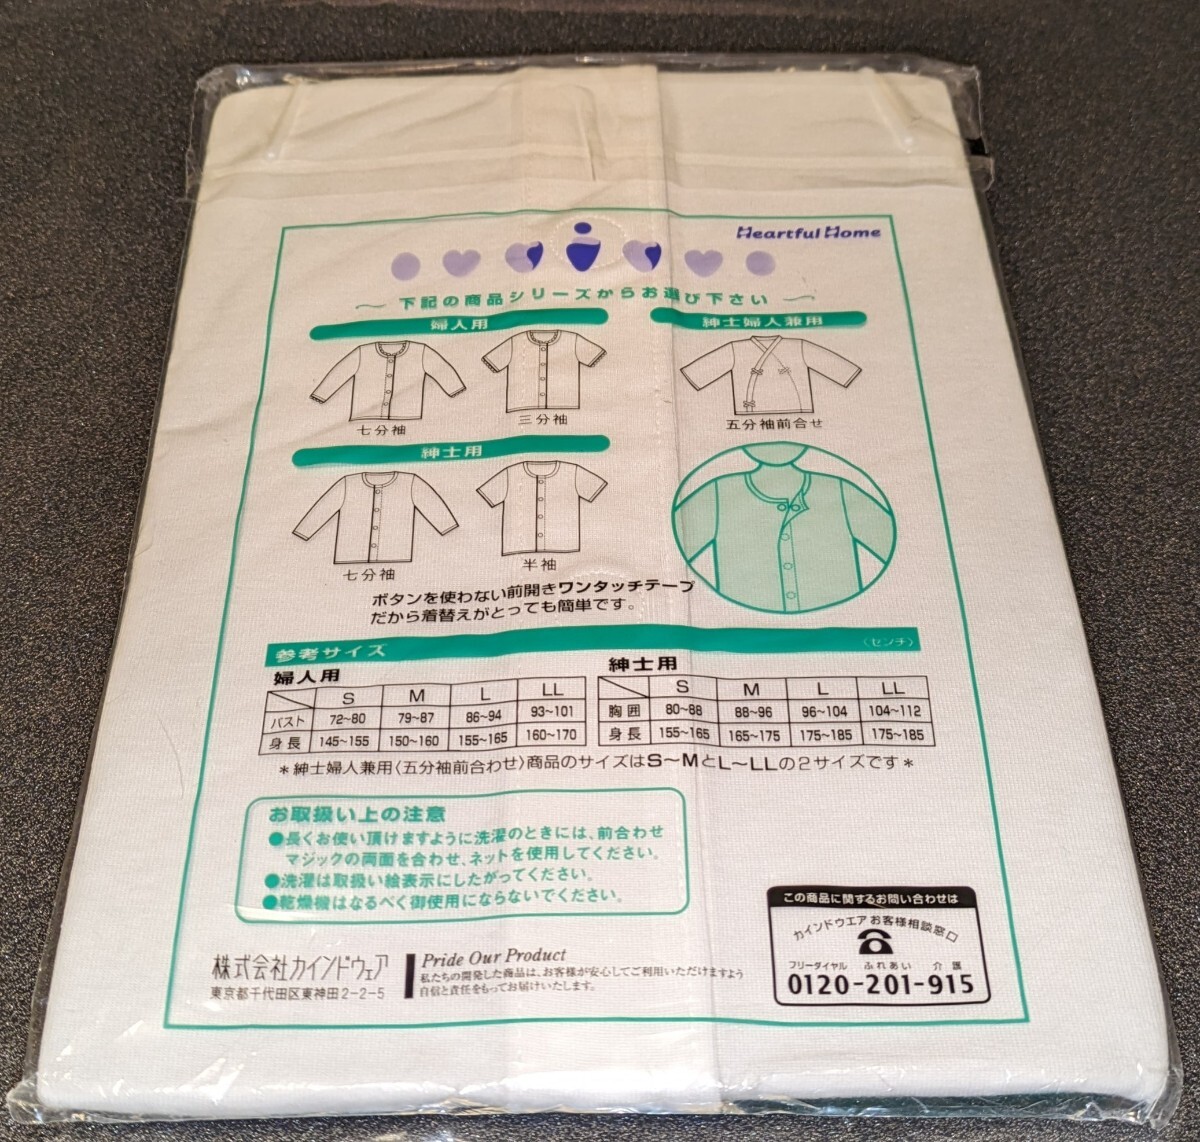 Heartful Home
下記の商品シリーズからお選び下さい
婦人用
七分袖
三分袖
紳士婦人兼用
五分袖前合せ
紳士用
七分袖
半袖
ボタンを使わない前開きワンタッチテープ
だから着替えがとっても簡単です。
参考サイズ
(センチ)
婦人用
S M L LL
バスト 72~80 79~87 86~94 93~101
身長 145~155 150~160 155~165 160~170
紳士用
S M L LL
胸囲 80~88 88~96 96~104 104~112
身長 155~165 165~175 175~185 175~185
*紳士婦人兼用〈五分袖前合わせ〉商品のサイズはS~MとL~LLの2サイズです*
お取扱い上の注意
●長くお使い頂けますように洗濯のときには、前合わせ
マジックの両面を合わせ、ネットを使用してください。
●洗濯は取扱い絵表示にしたがってください。
●乾燥機はなるべく御使用にならないでください。
株式会社カインドウェア
東京都千代田区東神田2-2-5
Pride Our Product
私たちの開発した商品は、お客様が安心してご利用いただけますよう
自信と責任をもってお届けいたします。
この商品に関するお問い合わせは
カインドウエアお客様相談窓口
フリーダイヤル ふれあい 介護
0120-201-915